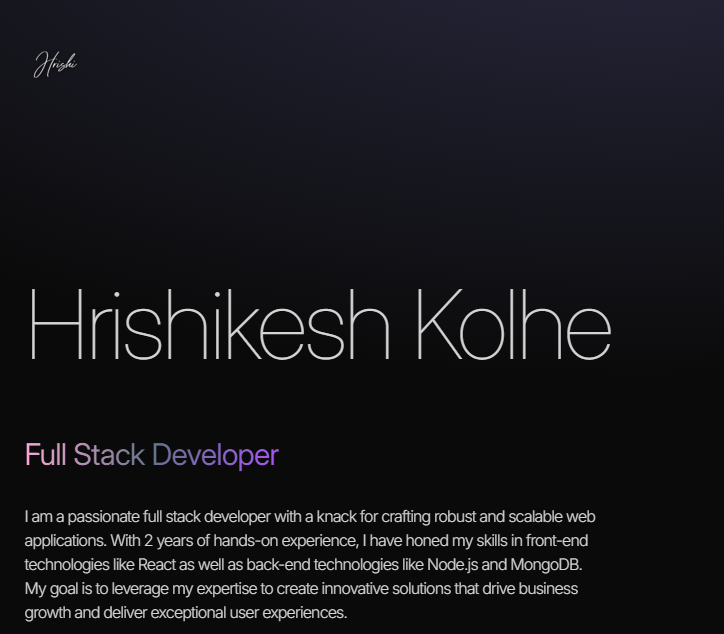 Hrishi
Hrishikesh Kolhe
Full Stack Developer
I am a passionate full stack developer with a knack for crafting robust and scalable web
applications. With 2 years of hands-on experience, I have honed my skills in front-end
technologies like React as well as back-end technologies like Node.js and MongoDB.
My goal is to leverage my expertise to create innovative solutions that drive business
growth and deliver exceptional user experiences.